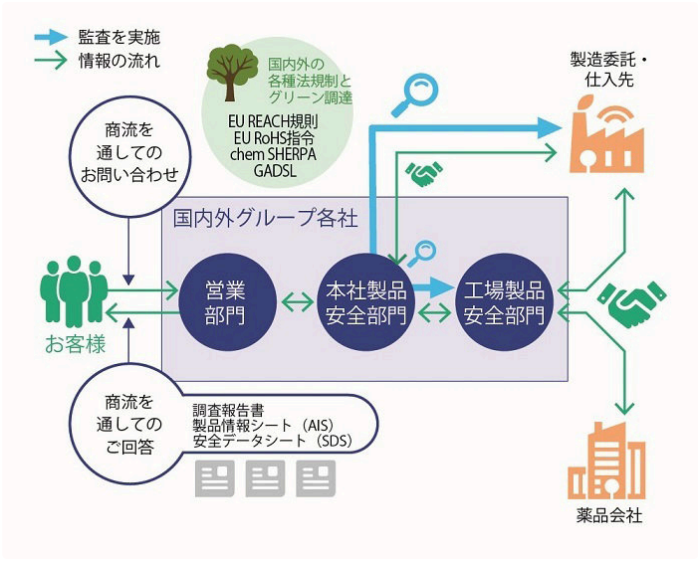 監査を実施
情報の流れ
国内外の
各種法規制と
グリーン調達
EU REACH規則
EU RoHS指令
chem SHERPA
GADSL
製造委託・
仕入先
商流を
通しての
お問い合わせ
国内外グループ各社
営業
部門
本社製品
安全部門
工場製品
安全部門
お客様
商流を
通しての
ご回答
調査報告書
製品情報シート（AIS）
安全データシート（SDS）
薬品会社